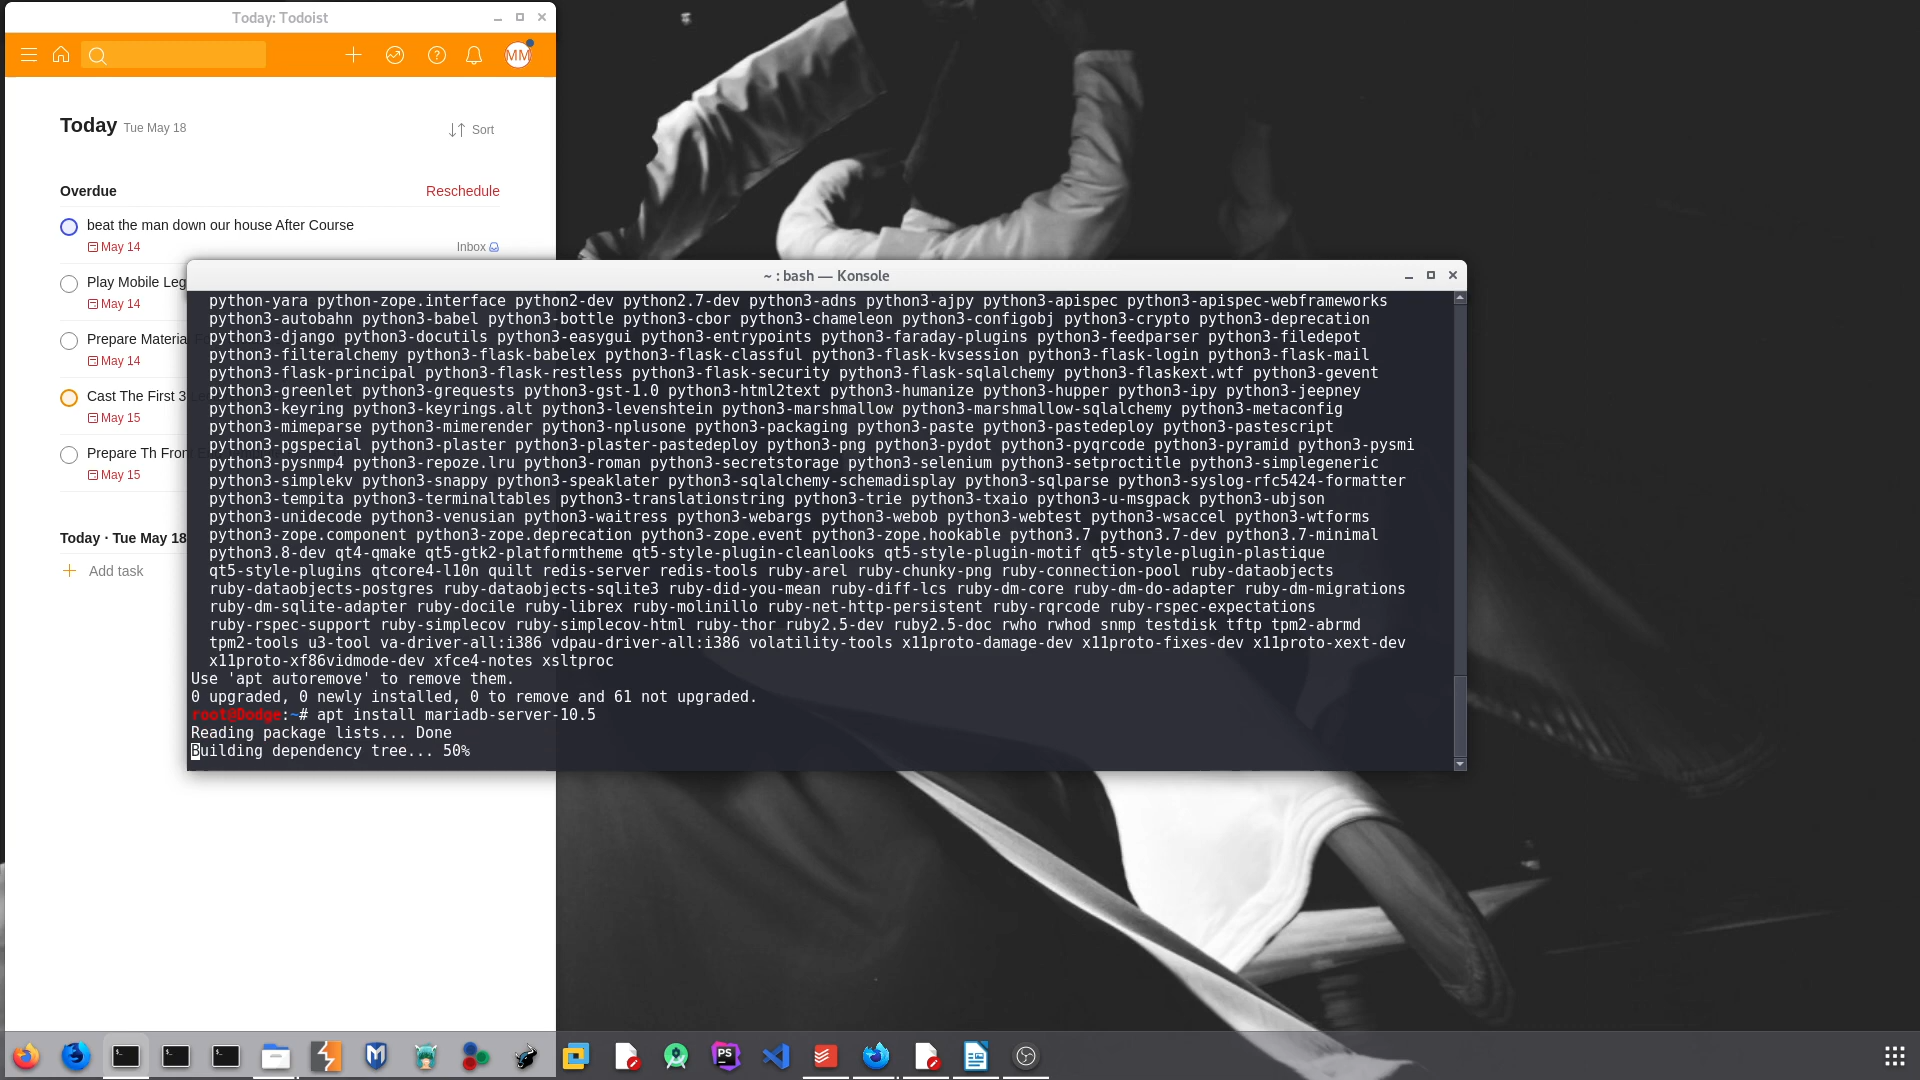 Today: Todoist
MM
Today Tue May 18
Sort
Overdue
Reschedule
beat the man down our house After Course
May 14
Inbox
Play Mobile Leg
May 14
Prepare Materia
May 14
Cast The First 3
May 15
Prepare Th Fron
May 15
Today · Tue May 18
Add task
~ : bash — Konsole
python-yara python-zope.interface python2-dev python2.7-dev python3-adns python3-ajpy python3-apispec python3-apispec-webframeworks
python3-autobahn python3-babel python3-bottle python3-cbor python3-chameleon python3-configobj python3-crypto python3-deprecation
python3-django python3-docutils python3-easygui python3-entrypoints python3-faraday-plugins python3-feedparser python3-filedepot
python3-filteralchemy python3-flask-babelex python3-flask-classful python3-flask-kvsession python3-flask-login python3-flask-mail
python3-flask-principal python3-flask-restless python3-flask-security python3-flask-sqlalchemy python3-flaskext.wtf python3-gevent
python3-greenlet python3-grequests python3-gst-1.0 python3-html2text python3-humanize python3-hupper python3-ipy python3-jeepney
python3-keyring python3-keyrings.alt python3-levenshtein python3-marshmallow python3-marshmallow-sqlalchemy python3-metaconfig
python3-mimeparse python3-mimerender python3-nplusone python3-packaging python3-paste python3-pastedeploy python3-pastescript
python3-pgspecial python3-plaster python3-plaster-pastedeploy python3-png python3-pydot python3-pyqrcode python3-pyramid python3-pysmi
python3-pysnmp4 python3-repoze.lru python3-roman python3-secretstorage python3-selenium python3-setproctitle python3-simplegeneric
python3-simplekv python3-snappy python3-speaklater python3-sqlalchemy-schemadisplay python3-sqlparse python3-syslog-rfc5424-formatter
python3-tempita python3-terminaltables python3-translationstring python3-trie python3-txaio python3-u-msgpack python3-ubjson
python3-unidecode python3-venusian python3-waitress python3-webargs python3-webob python3-webtest python3-wsaccel python3-wtforms
python3-zope.component python3-zope.deprecation python3-zope.event python3-zope.hookable python3.7 python3.7-dev python3.7-minimal
python3.8-dev qt4-qmake qt5-gtk2-platformtheme qt5-style-plugin-cleanlooks qt5-style-plugin-motif qt5-style-plugin-plastique
qt5-style-plugins qtcore4-l10n quilt redis-server redis-tools ruby-arel ruby-chunky-png ruby-connection-pool ruby-dataobjects
ruby-dataobjects-postgres ruby-dataobjects-sqlite3 ruby-did-you-mean ruby-diff-lcs ruby-dm-core ruby-dm-do-adapter ruby-dm-migrations
ruby-dm-sqlite-adapter ruby-docile ruby-librex ruby-molinillo ruby-net-http-persistent ruby-rqrcode ruby-rspec-expectations
ruby-rspec-support ruby-simplecov ruby-simplecov-html ruby-thor ruby2.5-dev ruby2.5-doc rwho rwhod snmp testdisk tftp tpm2-abrmd
tpm2-tools u3-tool va-driver-all:i386 vdpau-driver-all:i386 volatility-tools x11proto-damage-dev x11proto-fixes-dev x11proto-xext-dev
x11proto-xf86vidmode-dev xfce4-notes xsltproc
Use 'apt autoremove' to remove them.
0 upgraded, 0 newly installed, 0 to remove and 61 not upgraded.
root@Dodge:~# apt install mariadb-server-10.5
Reading package lists... Done
Building dependency tree... 50%
PS